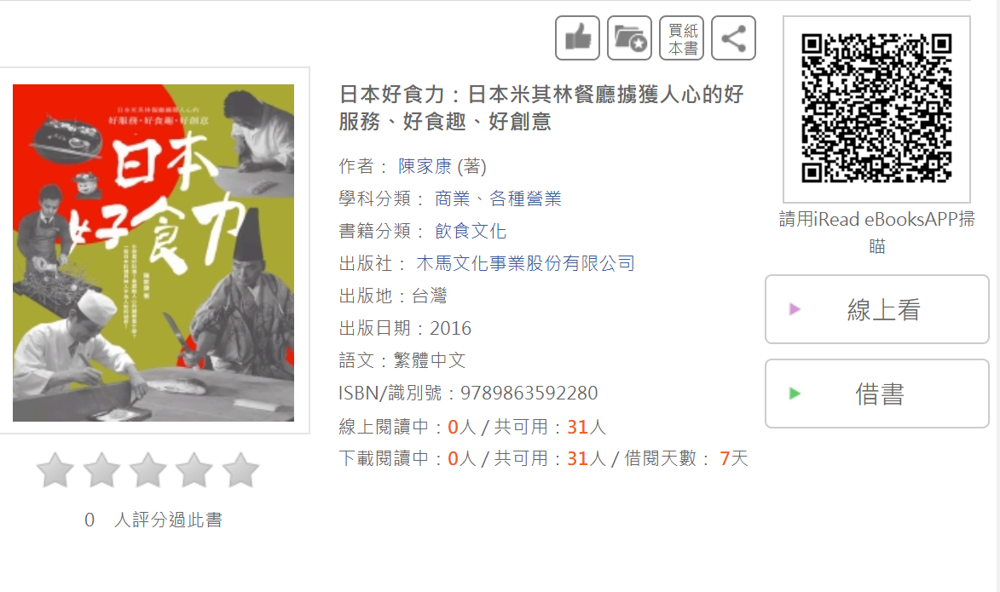 買紙
本書
日本米其林餐廳擄獲人心的
好服務・好食趣・好創意
日本
好食力
陳家康 著
日本好食力：日本米其林餐廳擄獲人心的好
服務、好食趣、好創意
作者： 陳家康 (著)
學科分類： 商業、各種營業
書籍分類： 飲食文化
出版社： 木馬文化事業股份有限公司
出版地：台灣
出版日期：2016
語文：繁體中文
ISBN/識別號：9789863592280
線上閱讀中：0人 / 共可用：31人
下載閱讀中：0人 / 共可用：31人 / 借閱天數： 7天
0 人評分過此書
請用iRead eBooksAPP掃
瞄
線上看
借書